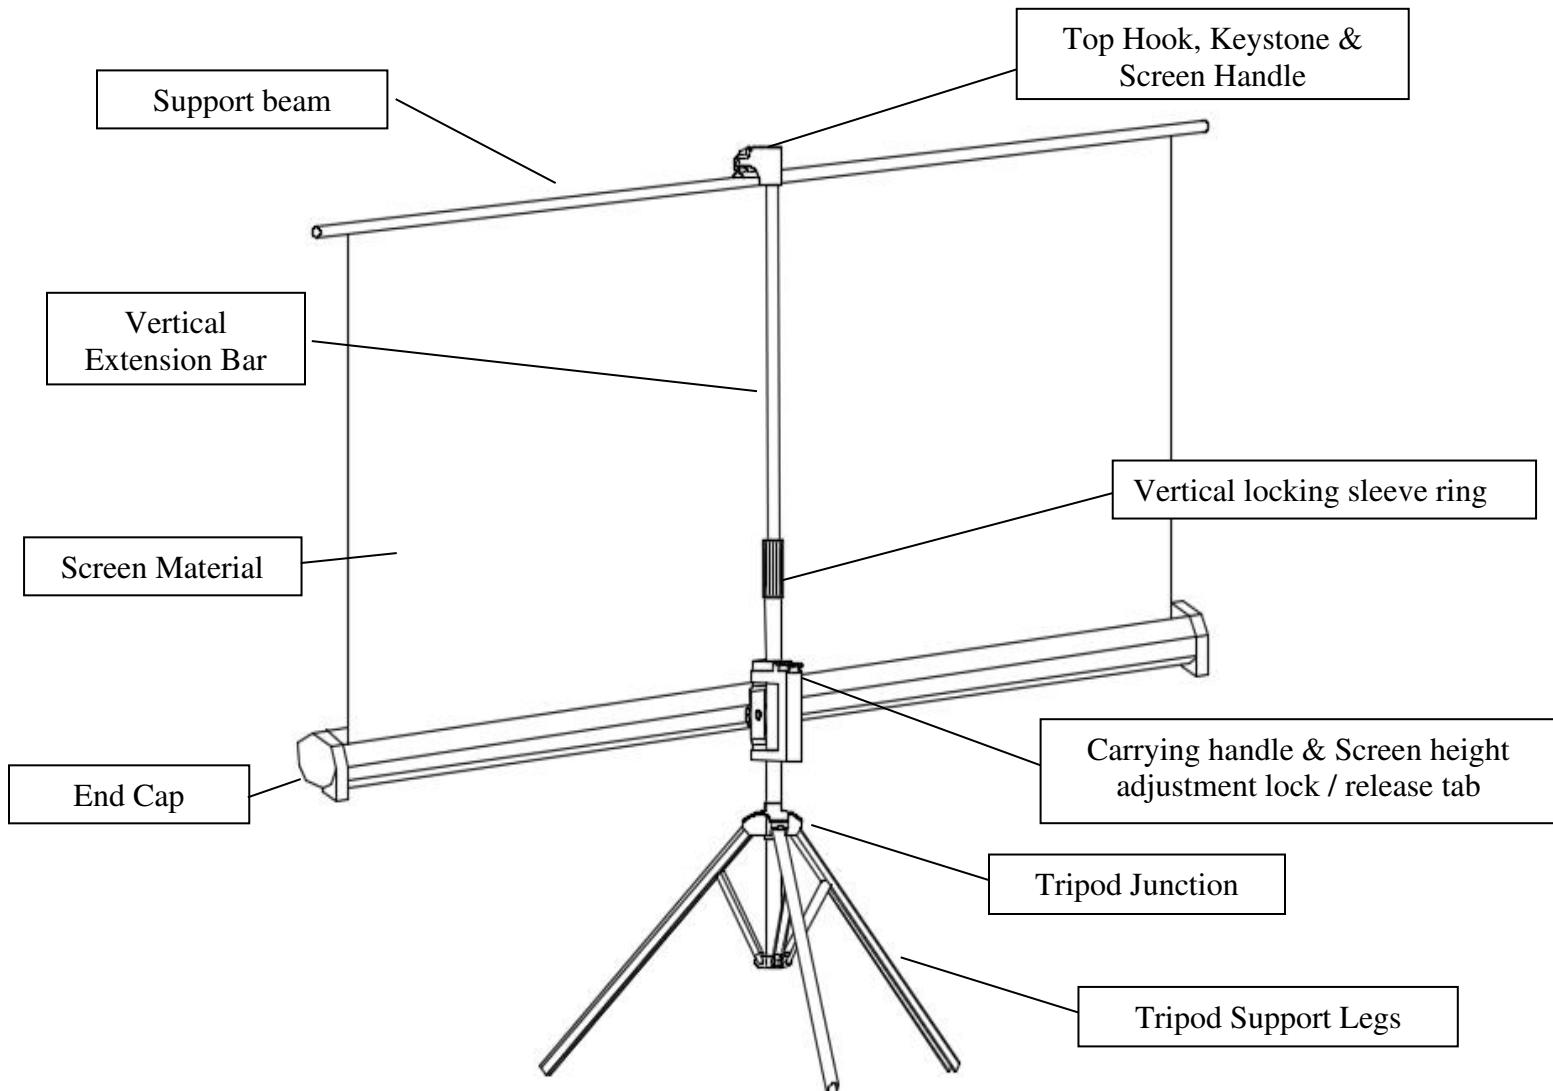 Top Hook, Keystone &
Screen Handle
Support beam
Vertical
Extension Bar
Vertical locking sleeve ring
Screen Material
Carrying handle & Screen height
adjustment lock / release tab
End Cap
Tripod Junction
Tripod Support Legs